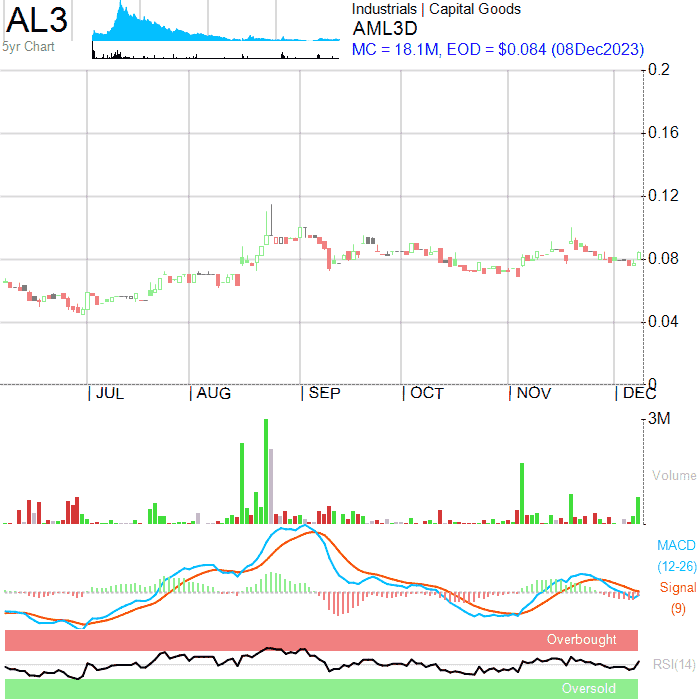 AL3
5yr Chart
Industrials | Capital Goods
AML3D
MC = 18.1M, EOD = $0.084 (08Dec2023)
0.2
0.16
0.12
0.08
0.04
0
| JUL | AUG | SEP | OCT | NOV | DEC
3M
Volume
MACD
(12-26)
Signal
(9)
Overbought
RSI(14)
Oversold